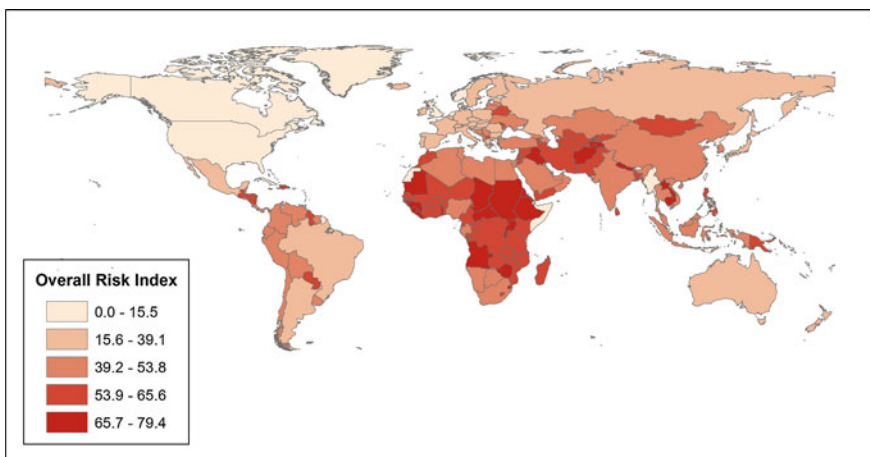 Overall Risk Index
0.0 - 15.5
15.6 - 39.1
39.2 - 53.8
53.9 - 65.6
65.7 - 79.4